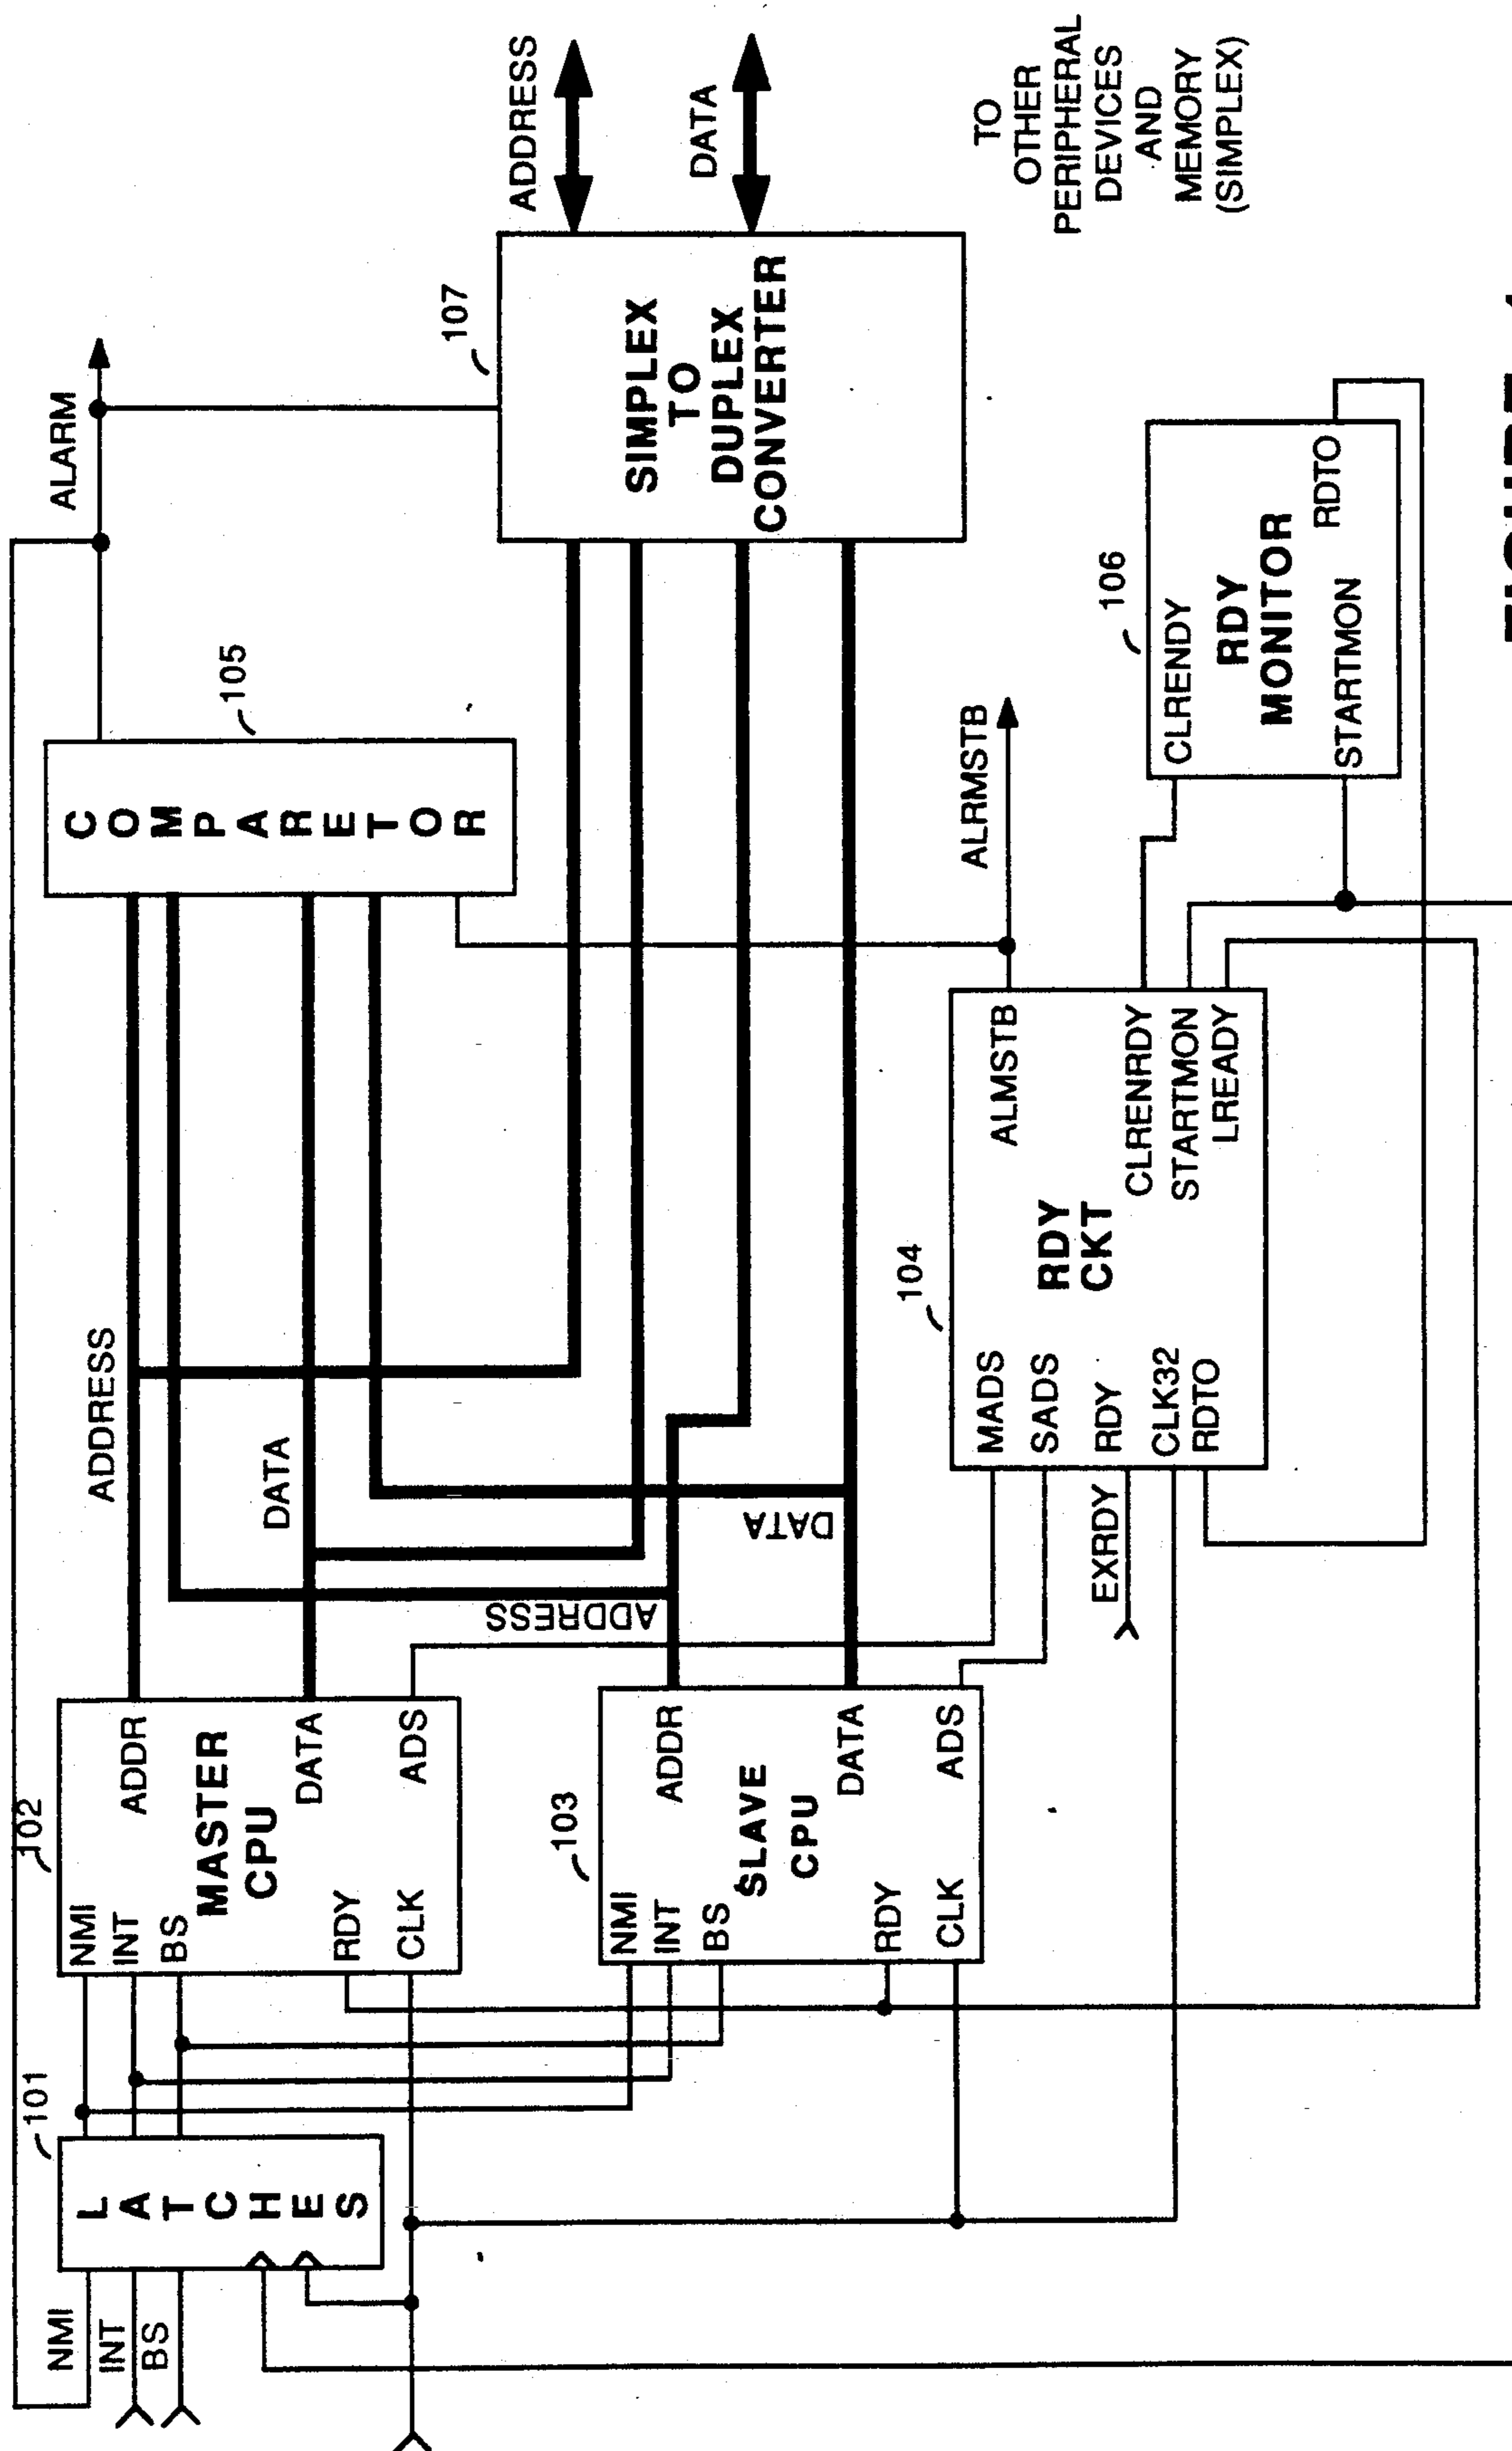 NMI
INT
BS
101
LATCHES
102
NMI
INT
BS
RDY
CLK
MASTER
CPU
ADDR
DATA
ADS
103
NMI
INT
BS
RDY
CLK
SLAVE
CPU
ADDR
DATA
ADS
ADDRESS
DATA
ADDRESS
DATA
105
COMPARETOR
ALARM
107
SIMPLEX
TO
DUPLEX
CONVERTER
ADDRESS
DATA
TO
OTHER
PERIPHERAL
DEVICES
AND
MEMORY
(SIMPLEX)
EXRDY
104
MADS
SADS
RDY
CLK32
RDTO
RDY
CKT
ALMSTB
CLRENRDY
STARTMON
LREADY
ALRMSTB
106
CLRENDY
RDY
MONITOR
STARTMON
RDTO